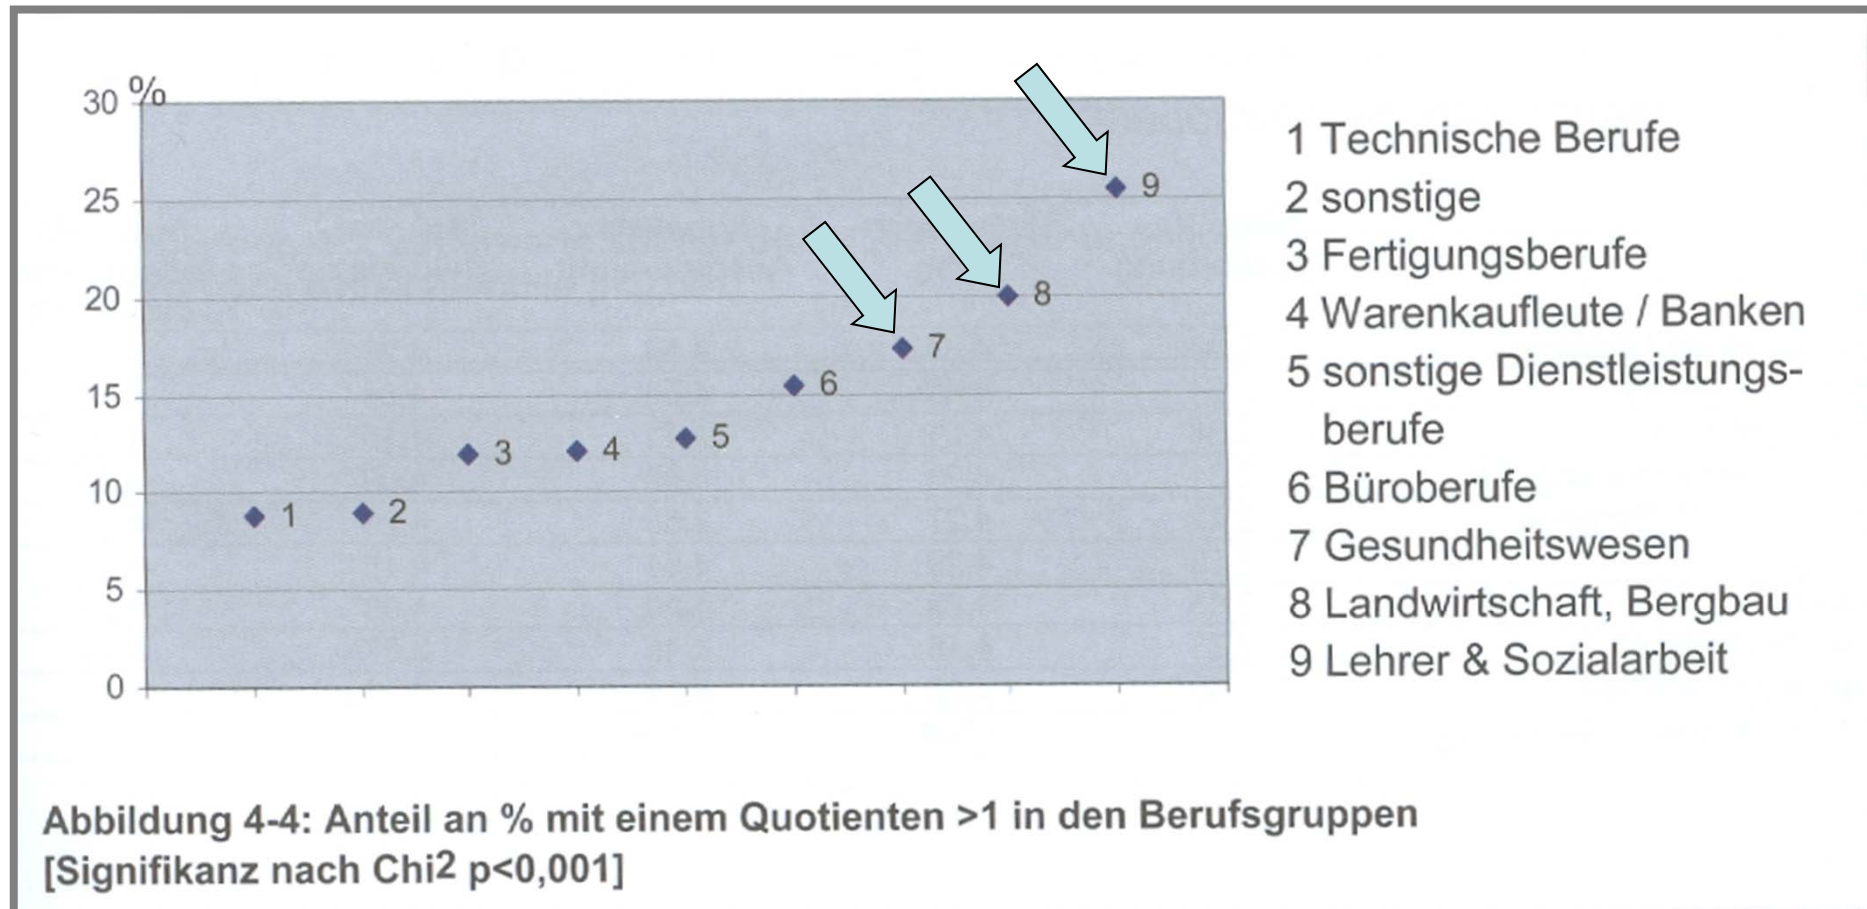 %
30
25
20
15
10
5
0
1
2
3
4
5
6
7
8
9
1 Technische Berufe
2 sonstige
3 Fertigungsberufe
4 Warenkaufleute / Banken
5 sonstige Dienstleistungs-
berufe
6 Büroberufe
7 Gesundheitswesen
8 Landwirtschaft, Bergbau
9 Lehrer & Sozialarbeit
Abbildung 4-4: Anteil an % mit einem Quotienten >1 in den Berufsgruppen
[Signifikanz nach Chi2 p<0,001]